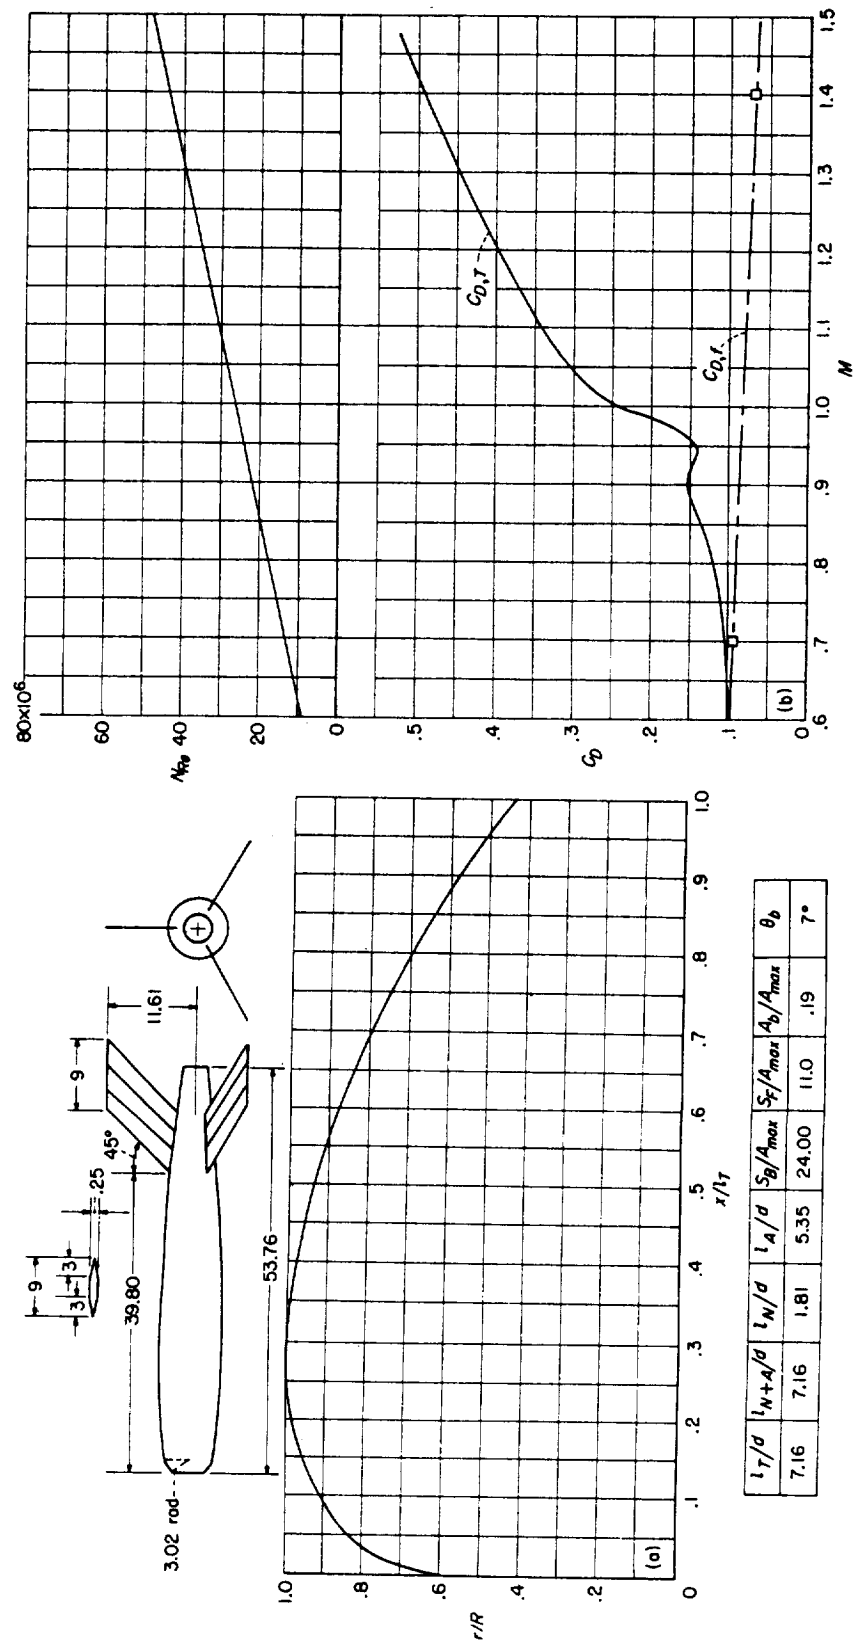 9
3
3
.25
45°
9
11.61
39.80
53.76
3.02 rad
1.0
.8
.6
.4
.2
0
r/R
(a)
.1
.2
.3
.4
.5
.6
.7
.8
.9
1.0
x/l_T
l_T/d l_{N+A}/d l_N/d l_A/d S_B/A_max S_F/A_max A_b/A_max θ_b
7.16 7.16 1.81 5.35 24.00 11.0 .19 7°
80×10⁶
60
40
20
0
N_Re
.5
.4
.3
.2
.1
0
C_D
C_{D,T}
C_{D,f}
(b)
.6 .7 .8 .9 1.0 1.1 1.2 1.3 1.4 1.5
M